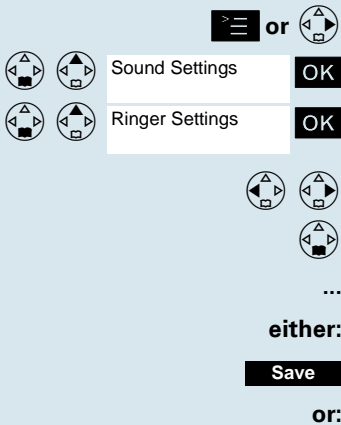 or
Sound Settings OK
Ringer Settings OK
...
either:
Save
or: